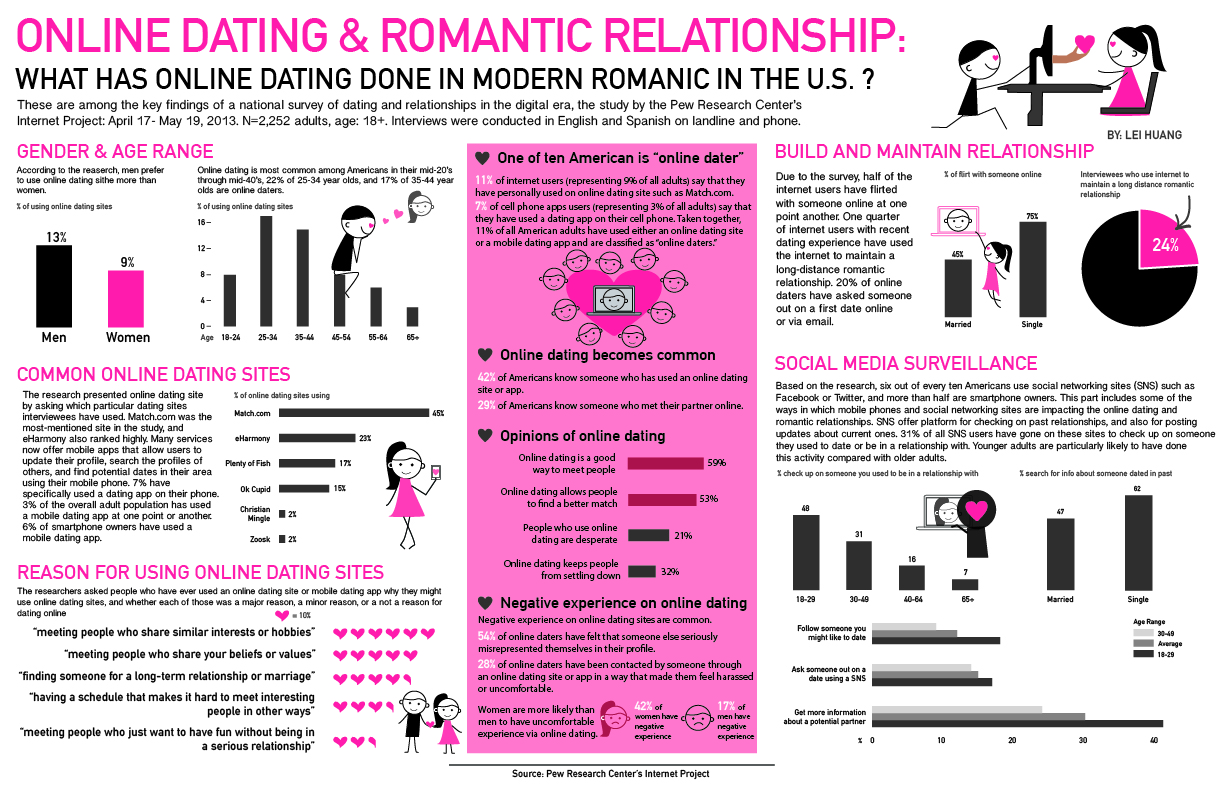 ONLINE DATING & ROMANTIC RELATIONSHIP:
WHAT HAS ONLINE DATING DONE IN MODERN ROMANIC IN THE U.S. ?
These are among the key findings of a national survey of dating and relationships in the digital era, the study by the Pew Research Center's
Internet Project: April 17- May 19, 2013. N=2,252 adults, age: 18+. Interviews were conducted in English and Spanish on landline and phone.
BY: LEI HUANG
GENDER & AGE RANGE
According to the reaserch, men prefer
to use online dating sithe more than
women.
% of using online dating sites
13%
9%
Men
Women
Online dating is most common among Americans in their mid-20's
through mid-40's, 22% of 25-34 year olds, and 17% of 35-44 year
olds are online daters.
% of using online dating sites
16
12
8
4
0
Age 18-24 25-34 35-44 45-54 55-64 65+
COMMON ONLINE DATING SITES
The research presented online dating site
by asking which particular dating sites
interviewees have used. Match.com was the
most-mentioned site in the study, and
eHarmony also ranked highly. Many services
now offer mobile apps that allow users to
update their profile, search the profiles of
others, and find potential dates in their area
using their mobile phone. 7% have
specifically used a dating app on their phone.
3% of the overall adult population has used
a mobile dating app at one point or another.
6% of smartphone owners have used a
mobile dating app.
% of online dating sites using
Match.com 45%
eHarmony 23%
Plenty of Fish 17%
Ok Cupid 15%
Christian
Mingle 2%
Zoosk 2%
REASON FOR USING ONLINE DATING SITES
The researchers asked people who have ever used an online dating site or mobile dating app why they might
use online dating sites, and whether each of those was a major reason, a minor reason, or a not a reason for
dating online
= 10%
"meeting people who share similar interests or hobbies"
"meeting people who share your beliefs or values"
"finding someone for a long-term relationship or marriage"
"having a schedule that makes it hard to meet interesting
people in other ways"
"meeting people who just want to have fun without being in
a serious relationship"
One of ten American is "online dater"
11% of internet users (representing 9% of all adults) say that they
have personally used on online dating site such as Match.com.
7% of cell phone apps users (representing 3% of all adults) say that
they have used a dating app on their cell phone. Taken together,
11% of all American adults have used either an online dating site
or a mobile dating app and are classified as "online daters."
Online dating becomes common
42% of Americans know someone who has used an online dating
site or app.
29% of Americans know someone who met their partner online.
Opinions of online dating
Online dating is a good
way to meet people 59%
Online dating allows people
to find a better match 53%
People who use online
dating are desperate 21%
Online dating keeps people
from settling down 32%
Negative experience on online dating
Negative experience on online dating sites are common.
54% of online daters have felt that someone else seriously
misrepresented themselves in their profile.
28% of online daters have been contacted by someone through
an online dating site or app in a way that made them feel harassed
or uncomfortable.
Women are more likely than
men to have uncomfortable
experience via online dating.
42% of
women have
negative
experience
17% of
men have
negative
experience
BUILD AND MAINTAIN RELATIONSHIP
Due to the survey, half of the
internet users have flirted
with someone online at one
point another. One quarter
of internet users with recent
dating experience have used
the internet to maintain a
long-distance romantic
relationship. 20% of online
daters have asked someone
out on a first date online
or via email.
% of flirt with someone online
45%
75%
Married
Single
Interviewees who use internet to
maintain a long distance romantic
relationship
24%
SOCIAL MEDIA SURVEILLANCE
Based on the research, six out of every ten Americans use social networking sites (SNS) such as
Facebook or Twitter, and more than half are smartphone owners. This part includes some of the
ways in which mobile phones and social networking sites are impacting the online dating and
romantic relationships. SNS offer platform for checking on past relationships, and also for posting
updates about current ones. 31% of all SNS users have gone on these sites to check up on someone
they used to date or be in a relationship with. Younger adults are particularly likely to have done
this activity compared with older adults.
% check up on someone you used to be in a relationship with
48
31
16
7
18-29 30-49 40-64 65+
% search for info about someone dated in past
47
62
Married
Single
Follow someone you
might like to date
Ask someone out on a
date using a SNS
Get more information
about a potential partner
Age Range
30-49
Average
18-29
% 0 10 20 30 40
Source: Pew Research Center's Internet Project